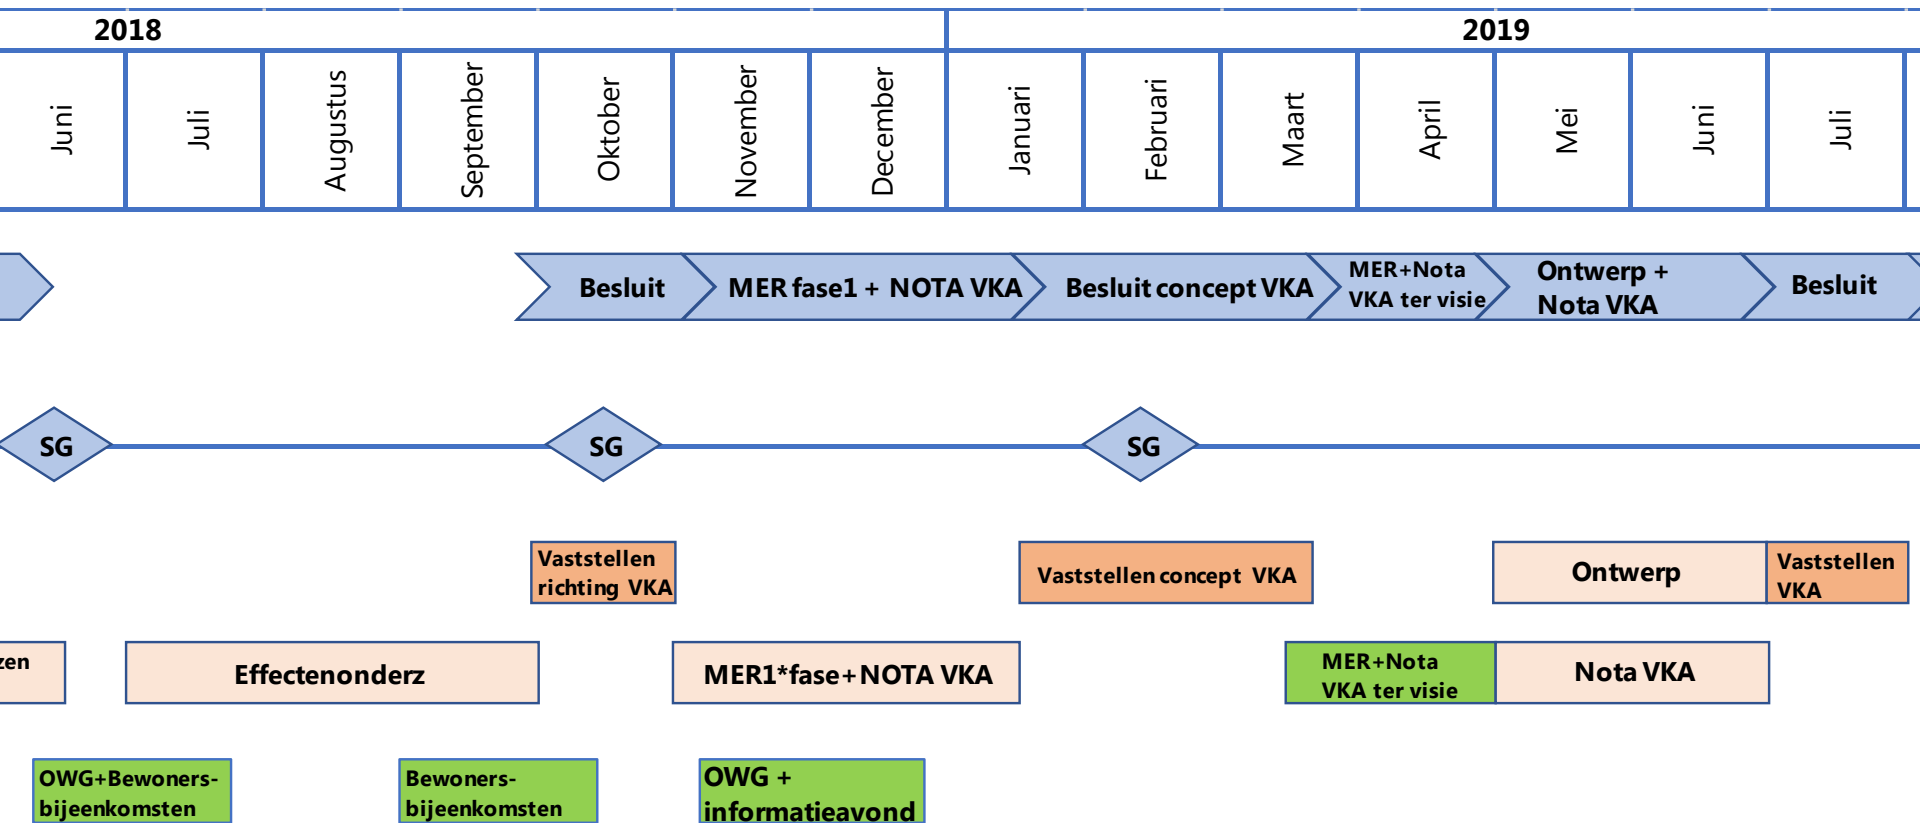 2018
2019
Juni
Juli
Augustus
September
Oktober
November
December
Januari
Februari
Maart
April
Mei
Juni
Juli
Besluit
MER fase1 + NOTA VKA
Besluit concept VKA
MER+Nota
VKA ter visie
Ontwerp +
Nota VKA
Besluit
SG
SG
SG
Vaststellen
richting VKA
Vaststellen concept VKA
Ontwerp
Vaststellen
VKA
zen
Effectenonderz
MER1*fase+NOTA VKA
MER+Nota
VKA ter visie
Nota VKA
OWG+Bewoners-
bijeenkomsten
Bewoners-
bijeenkomsten
OWG +
informatieavond